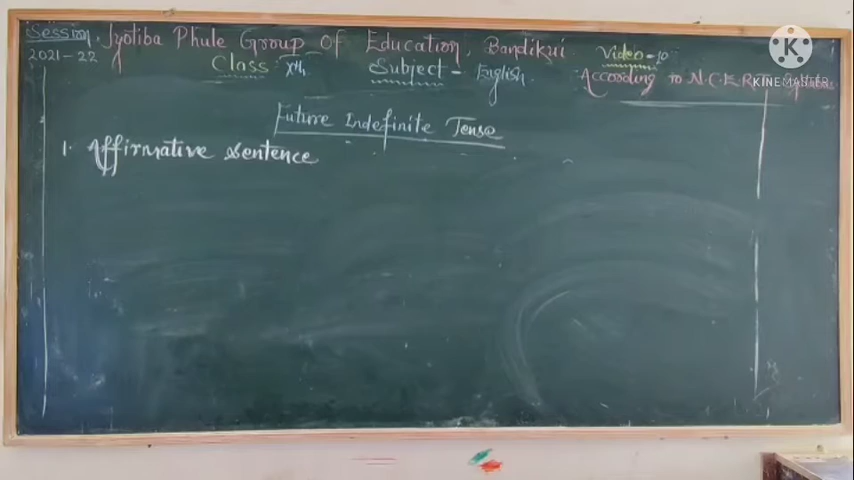 Session. Jyotiba Phule Group Of Education, Bandikui. Video-10
2021-22 Class: Xth Subject - English. According to N.C.E.R.T
KINEMASTER
Future Indefinite Tense
1. Affirmative Sentence